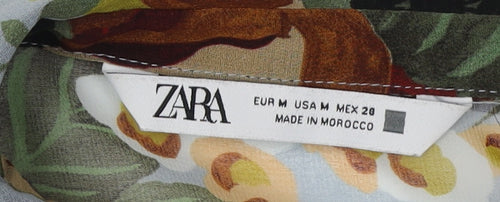 ZARA
EUR M USA M MEX 28
MADE IN MOROCCO